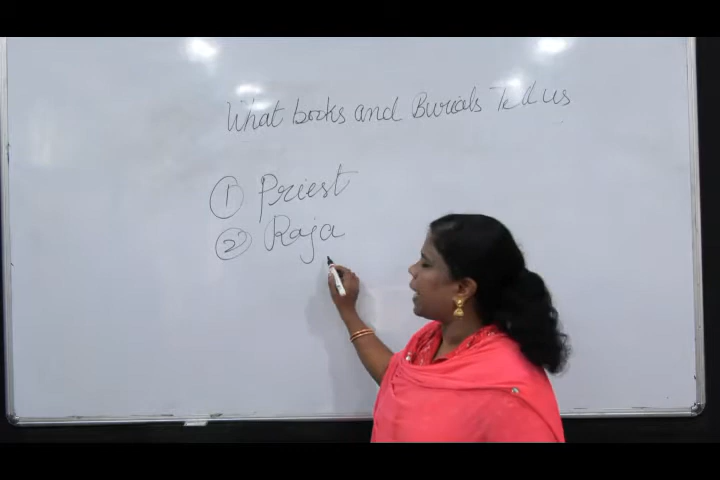 What books and Burials Tell us
① Priest
② Raja